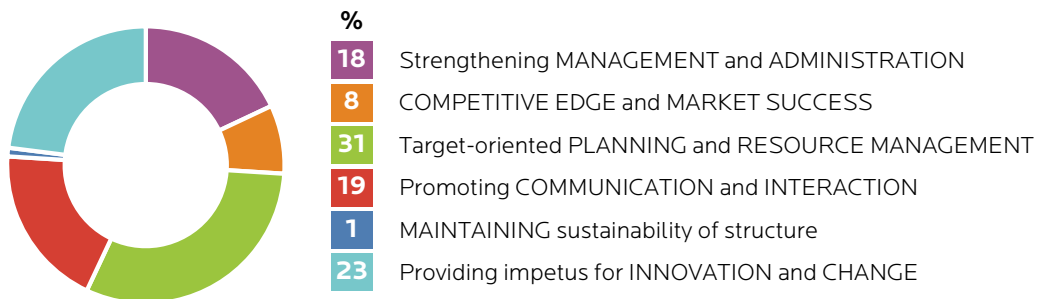 %
18 Strengthening MANAGEMENT and ADMINISTRATION
8 COMPETITIVE EDGE and MARKET SUCCESS
31 Target-oriented PLANNING and RESOURCE MANAGEMENT
19 Promoting COMMUNICATION and INTERACTION
1 MAINTAINING sustainability of structure
23 Providing impetus for INNOVATION and CHANGE